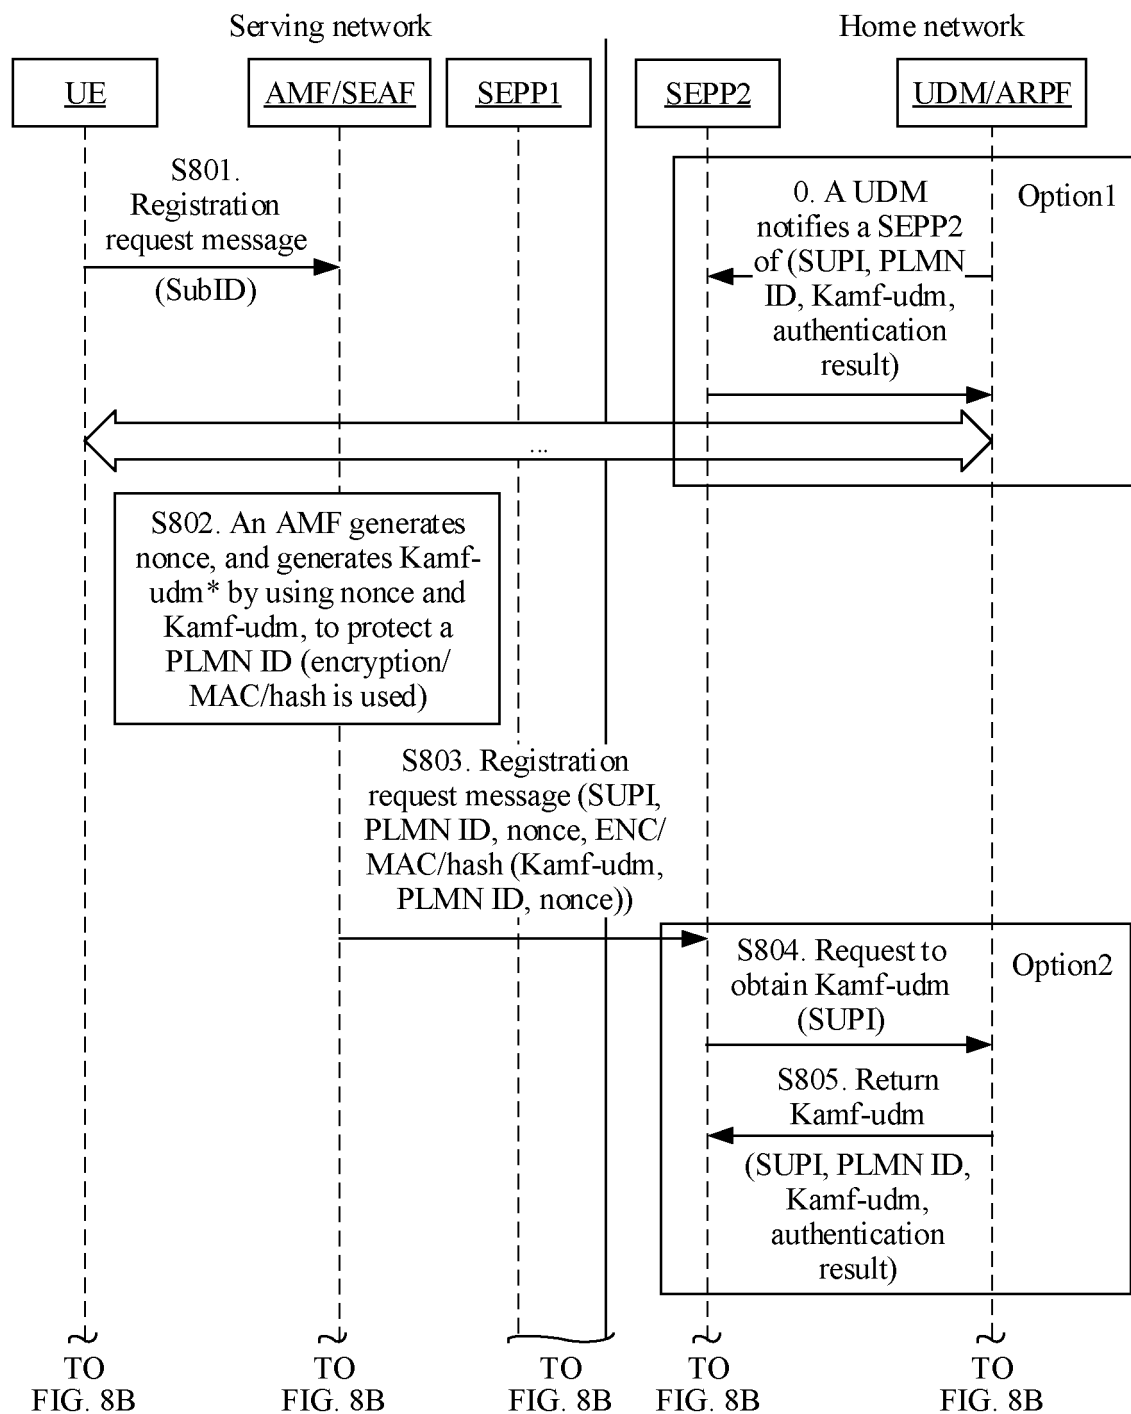 Serving network
Home network
UE
AMF/SEAF
SEPP1
SEPP2
UDM/ARPF
S801.
Registration
request message
(SubID)
Option1
0. A UDM
notifies a SEPP2
of (SUPI, PLMN
ID, Kamf-udm,
authentication
result)
...
S802. An AMF generates
nonce, and generates Kamf-
udm* by using nonce and
Kamf-udm, to protect a
PLMN ID (encryption/
MAC/hash is used)
S803. Registration
request message (SUPI,
PLMN ID, nonce, ENC/
MAC/hash (Kamf-udm,
PLMN ID, nonce))
Option2
S804. Request to
obtain Kamf-udm
(SUPI)
S805. Return
Kamf-udm
(SUPI, PLMN ID,
Kamf-udm,
authentication
result)
TO
FIG. 8B
TO
FIG. 8B
TO
FIG. 8B
TO
FIG. 8B
TO
FIG. 8B